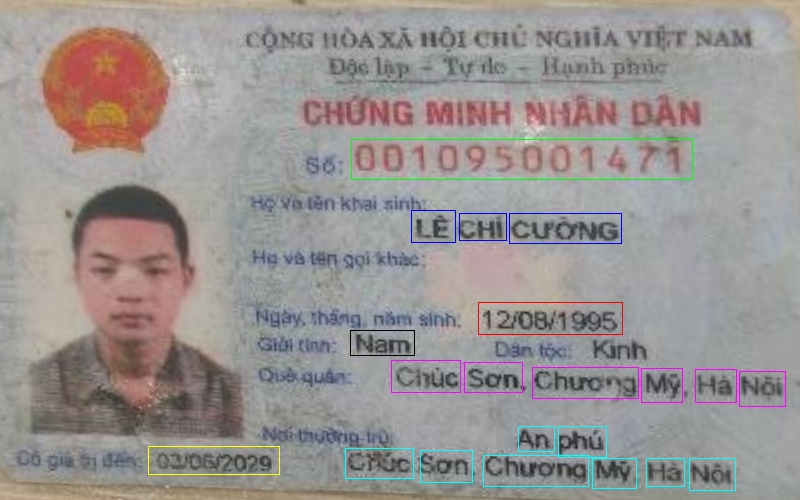 CỘNG HÒA XÃ HỘI CHỦ NGHĨA VIỆT NAM
Độc lập - Tự do - Hạnh phúc
CHỨNG MINH NHÂN DÂN
Số: 001095001471
Họ và tên khai sinh:
LÊ CHÍ CƯỜNG
Họ và tên gọi khác:
Ngày, tháng, năm sinh: 12/08/1995
Giới tính: Nam Dân tộc: Kinh
Quê quán: Chúc Sơn, Chương Mỹ, Hà Nội
Nơi thường trú: An phú
Chúc Sơn, Chương Mỹ, Hà Nội
Có giá trị đến: 03/06/2029